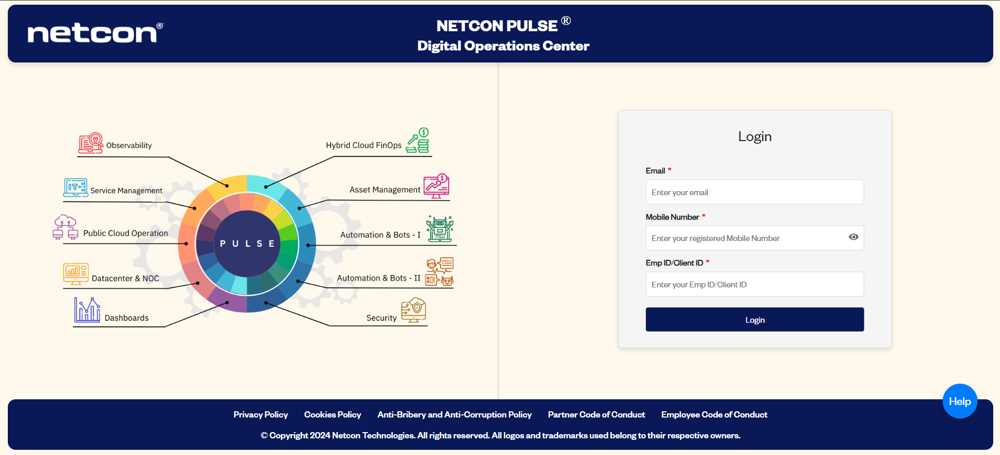 netcon®
NETCON PULSE ®
Digital Operations Center
Observability
Service Management
Public Cloud Operation
Datacenter & NOC
Dashboards
PULSE
Hybrid Cloud FinOps
Asset Management
Automation & Bots - I
Automation & Bots - II
Security
IT
Login
Email *
Enter your email
Mobile Number *
Enter your registered Mobile Number
Emp ID/Client ID *
Enter your Emp ID/Client ID
Login
Help
Privacy Policy Cookies Policy Anti-Bribery and Anti-Corruption Policy Partner Code of Conduct Employee Code of Conduct
© Copyright 2024 Netcon Technologies. All rights reserved. All logos and trademarks used belong to their respective owners.